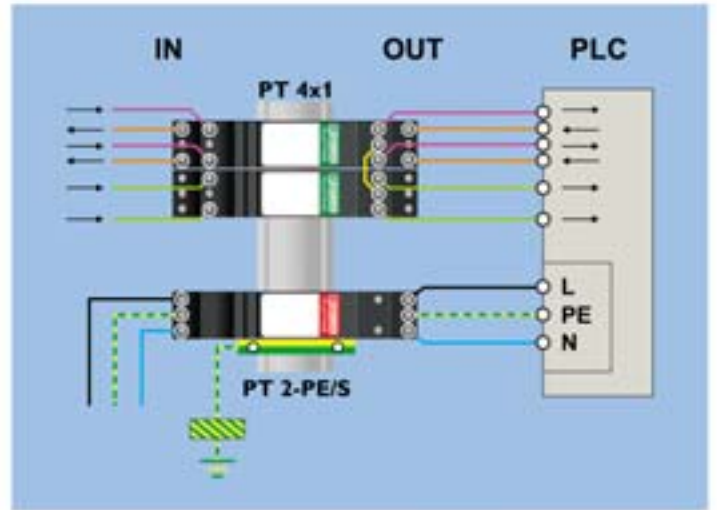 IN OUT PLC
PT 4x1
L
PE
N
PT 2-PE/S